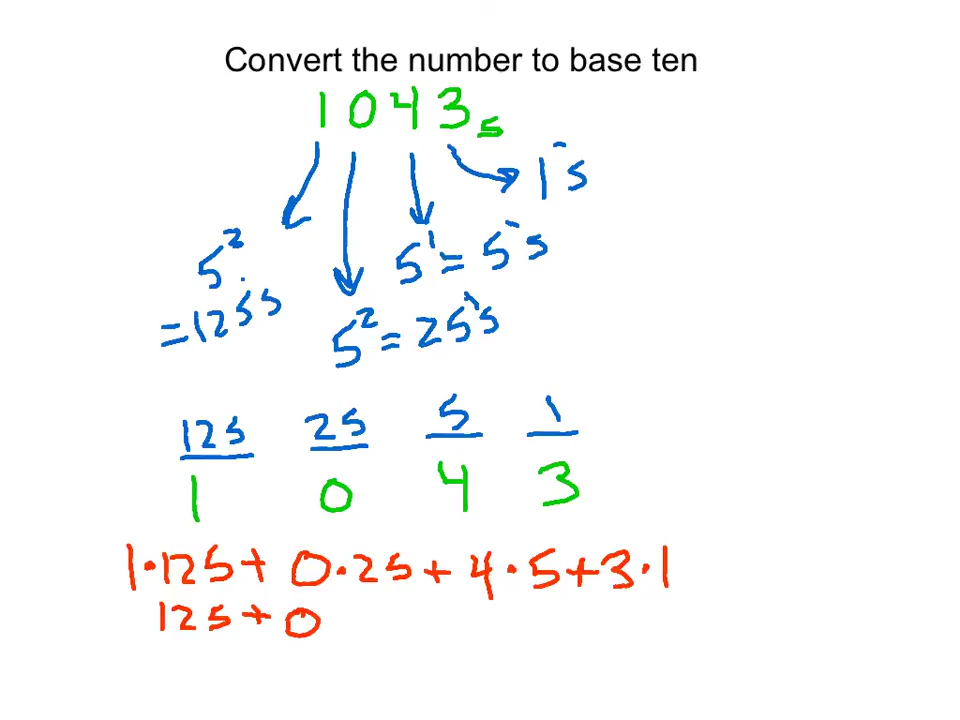 Convert the number to base ten
1043₅
1's
5² =125's
5¹ = 5's
5² = 25's
125 25 5 1
1 0 4 3
1·125+ 0·25+ 4·5+3·1
125+ 0